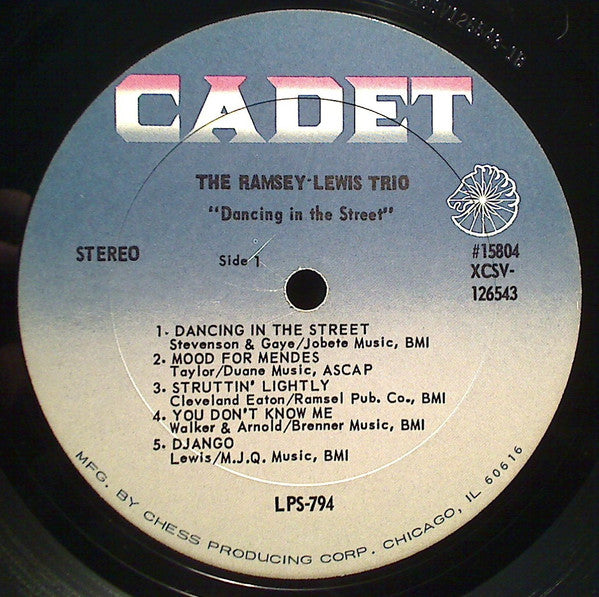 XCSV126543-1B
CADET
THE RAMSEY-LEWIS TRIO
"Dancing in the Street"
STEREO
Side 1
#15804
XCSV-
126543
1. DANCING IN THE STREET
Stevenson & Gaye/Jobete Music, BMI
2. MOOD FOR MENDES
Taylor/Duane Music, ASCAP
3. STRUTTIN' LIGHTLY
Cleveland Eaton/Ramsel Pub. Co., BMI
4. YOU DON'T KNOW ME
Walker & Arnold/Brenner Music, BMI
5. DJANGO
Lewis/M.J.Q. Music, BMI
LPS-794
MFG. BY CHESS PRODUCING CORP. CHICAGO, IL 60616